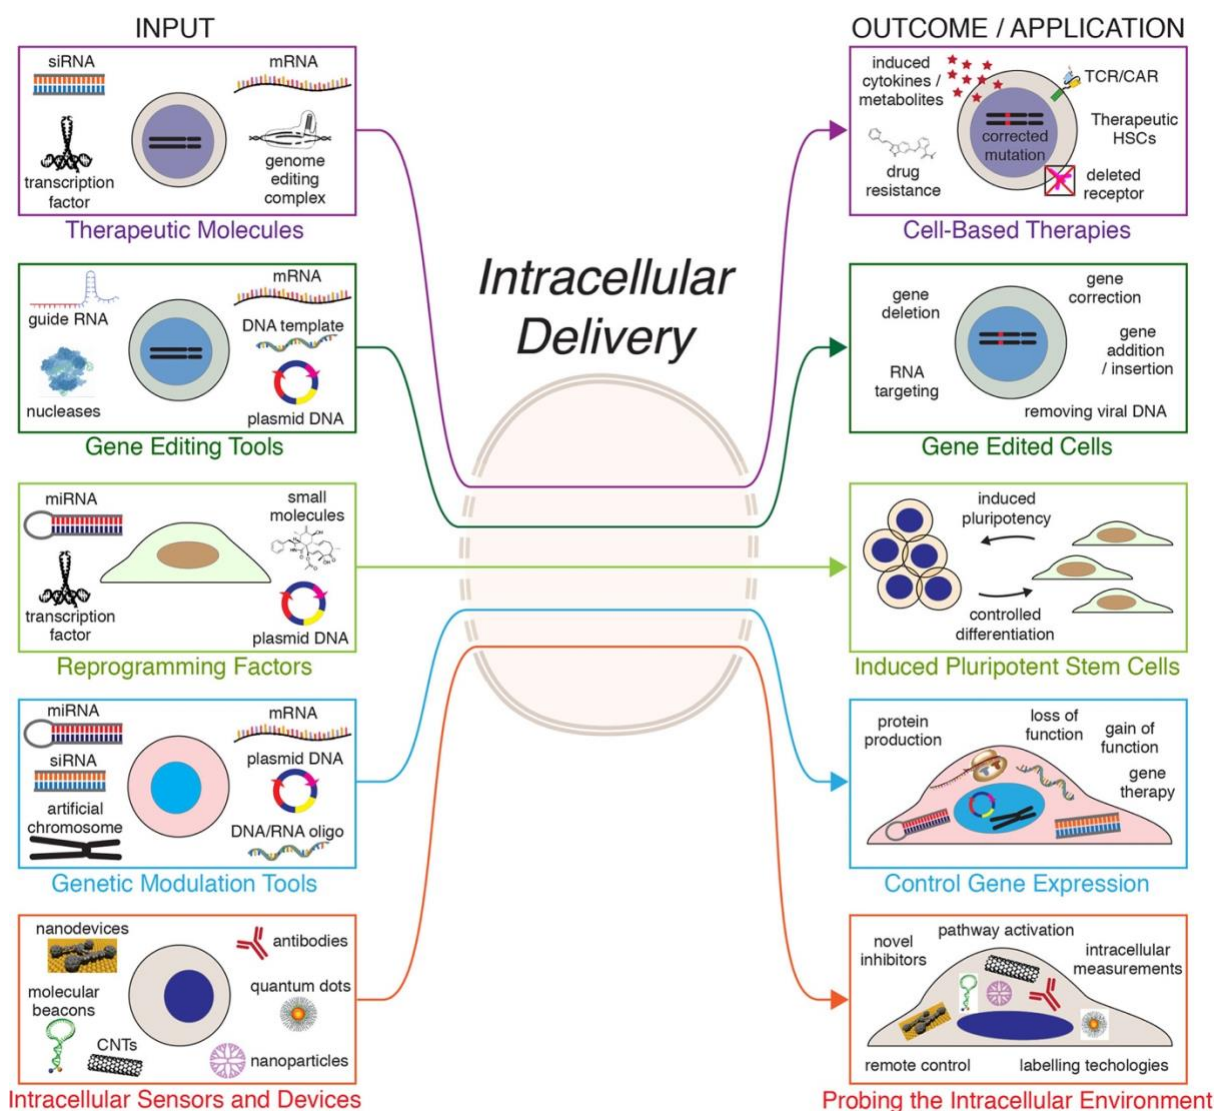 INPUT
siRNA
mRNA
transcription
factor
genome
editing
complex
Therapeutic Molecules
guide RNA
nucleases
mRNA
DNA template
plasmid DNA
Gene Editing Tools
miRNA
transcription
factor
small
molecules
plasmid DNA
Reprogramming Factors
miRNA
siRNA
artificial
chromosome
mRNA
plasmid DNA
DNA/RNA oligo
Genetic Modulation Tools
nanodevices
molecular
beacons
CNTs
antibodies
quantum dots
nanoparticles
Intracellular Sensors and Devices
Intracellular
Delivery
OUTCOME / APPLICATION
induced
cytokines /
metabolites
TCR/CAR
corrected
mutation
Therapeutic
HSCs
drug
resistance
deleted
receptor
Cell-Based Therapies
gene
deletion
gene
correction
gene
addition
/ insertion
RNA
targeting
removing viral DNA
Gene Edited Cells
induced
pluripotency
controlled
differentiation
Induced Pluripotent Stem Cells
protein
production
loss of
function
gain of
function
gene
therapy
Control Gene Expression
novel
inhibitors
pathway activation
intracellular
measurements
remote control
labelling techologies
Probing the Intracellular Environment